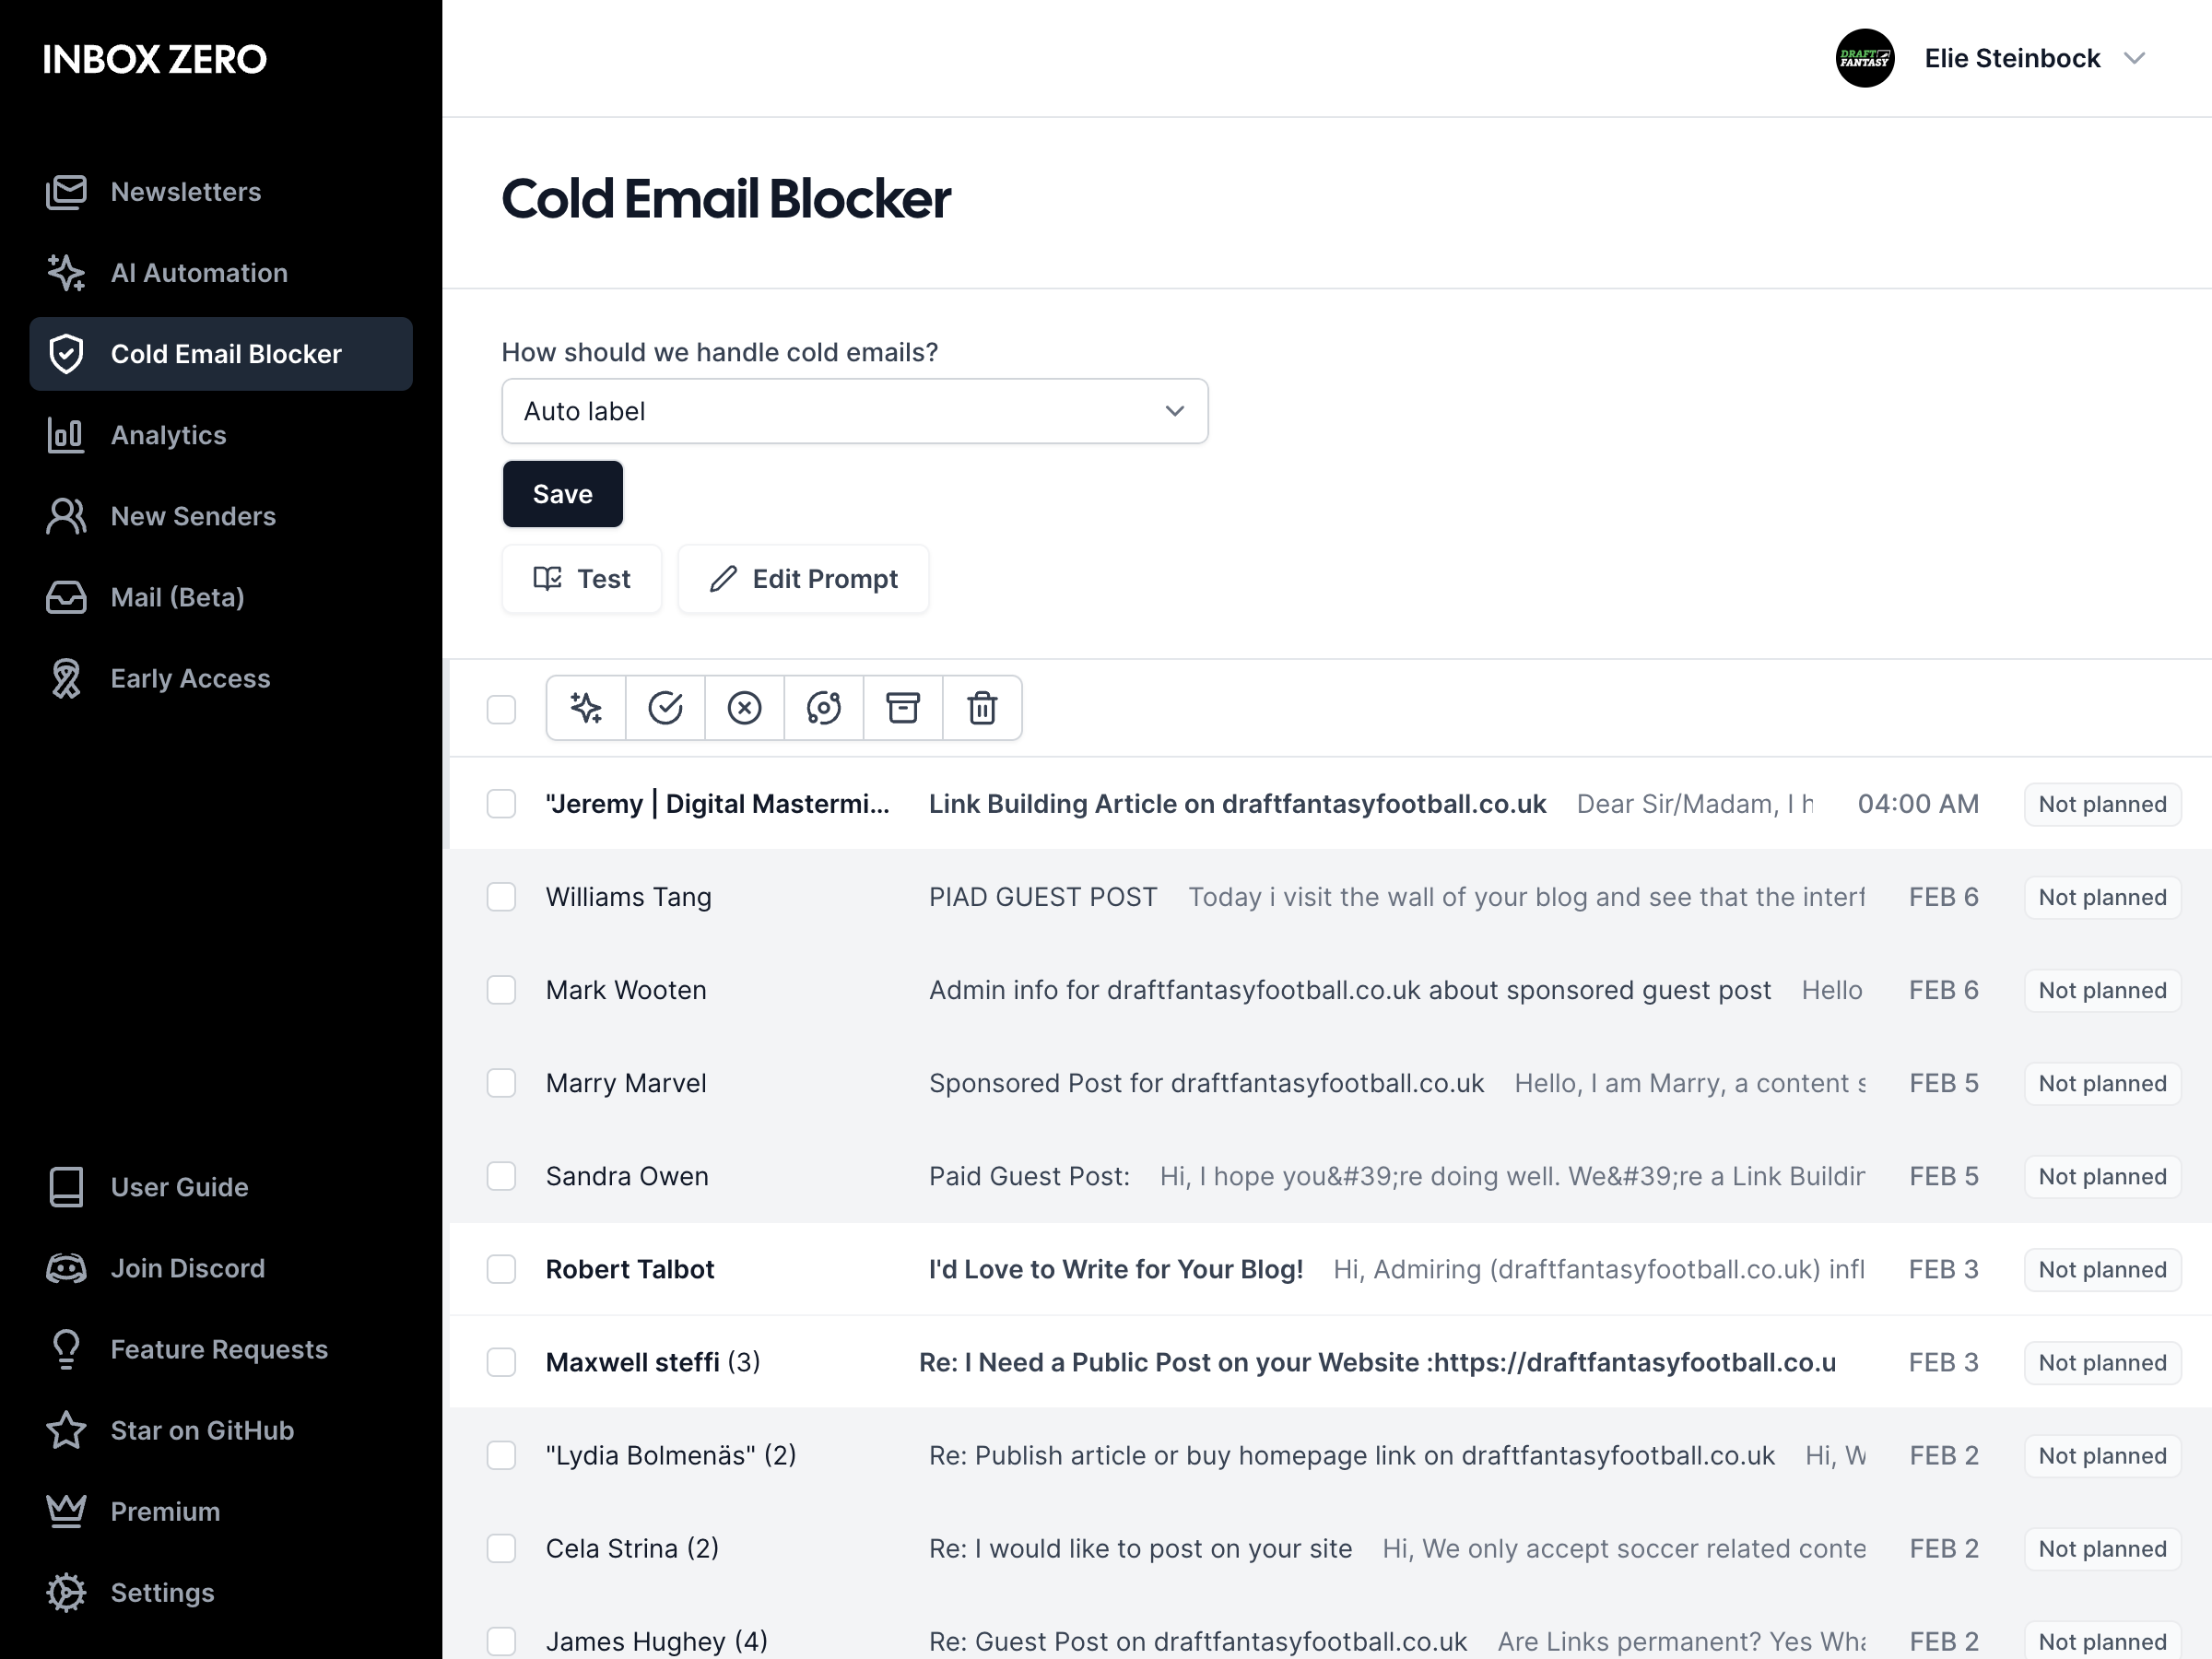 INBOX ZERO
Newsletters
AI Automation
Cold Email Blocker
Analytics
New Senders
Mail (Beta)
Early Access
User Guide
Join Discord
Feature Requests
Star on GitHub
Premium
Settings
DRAFT FANTASY
Elie Steinbock
Cold Email Blocker
How should we handle cold emails?
Auto label
Save
Test Edit Prompt
"Jeremy | Digital Mastermi... Link Building Article on draftfantasyfootball.co.uk Dear Sir/Madam, I h 04:00 AM Not planned
Williams Tang PIAD GUEST POST Today i visit the wall of your blog and see that the interf FEB 6 Not planned
Mark Wooten Admin info for draftfantasyfootball.co.uk about sponsored guest post Hello FEB 6 Not planned
Marry Marvel Sponsored Post for draftfantasyfootball.co.uk Hello, I am Marry, a content s FEB 5 Not planned
Sandra Owen Paid Guest Post: Hi, I hope you&#39;re doing well. We&#39;re a Link Buildin FEB 5 Not planned
Robert Talbot I'd Love to Write for Your Blog! Hi, Admiring (draftfantasyfootball.co.uk) infl FEB 3 Not planned
Maxwell steffi (3) Re: I Need a Public Post on your Website :https://draftfantasyfootball.co.u FEB 3 Not planned
"Lydia Bolmenäs" (2) Re: Publish article or buy homepage link on draftfantasyfootball.co.uk Hi, W FEB 2 Not planned
Cela Strina (2) Re: I would like to post on your site Hi, We only accept soccer related conte FEB 2 Not planned
James Hughey (4) Re: Guest Post on draftfantasyfootball.co.uk Are Links permanent? Yes Wha FEB 2 Not planned